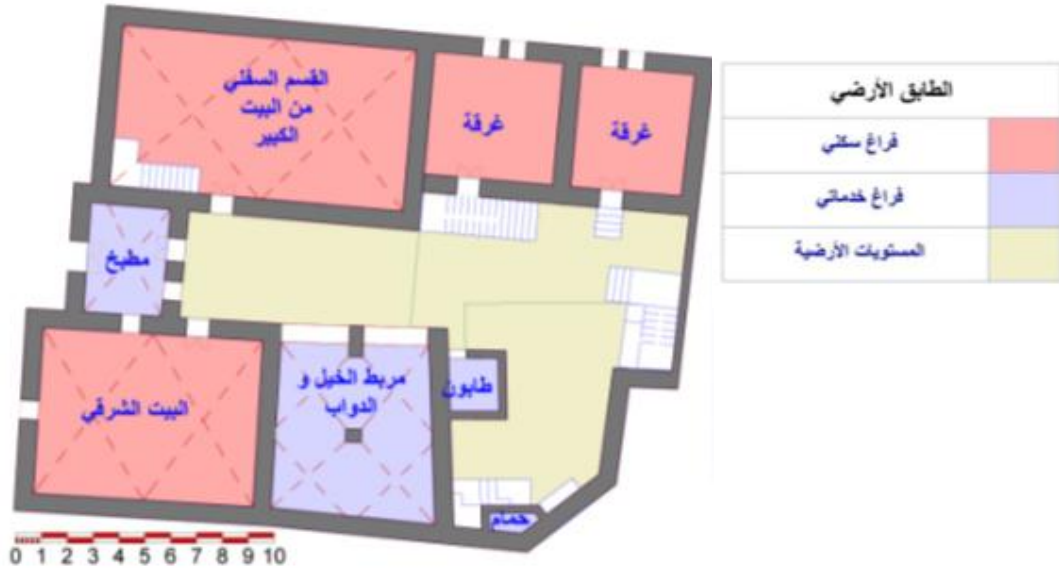 القسم السفلي
من البيت
الكبير
غرفة
غرفة
مطبخ
البيت الشرقي
مربط الخيل و
الدواب
طابون
حمام
0 1 2 3 4 5 6 7 8 9 10
الطابق الأرضي
فراغ سكني
فراغ خدماتي
المستويات الأرضية